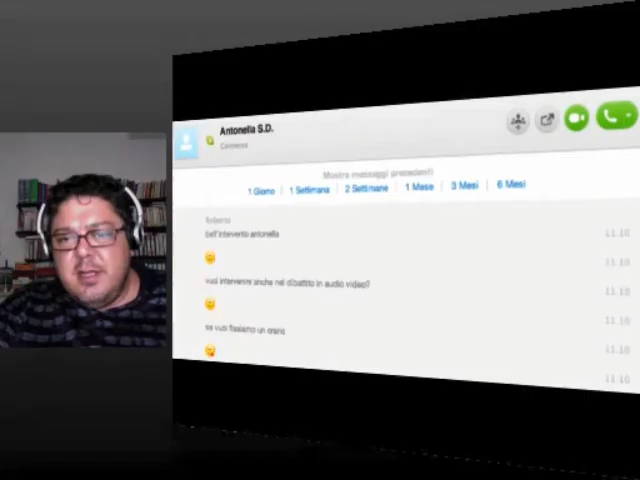 Antonella S.D.
Connesso
Mostra messaggi precedenti
1 Giorno | 1 Settimana | 2 Settimane | 1 Mese | 3 Mesi | 6 Mesi
Roberto
bell'intevento antonella
11.10
11.10
vuoi intervenire anche nel dibattito in audio video?
11.10
11.10
se vuoi fissiamo un orario
11.10
11.10